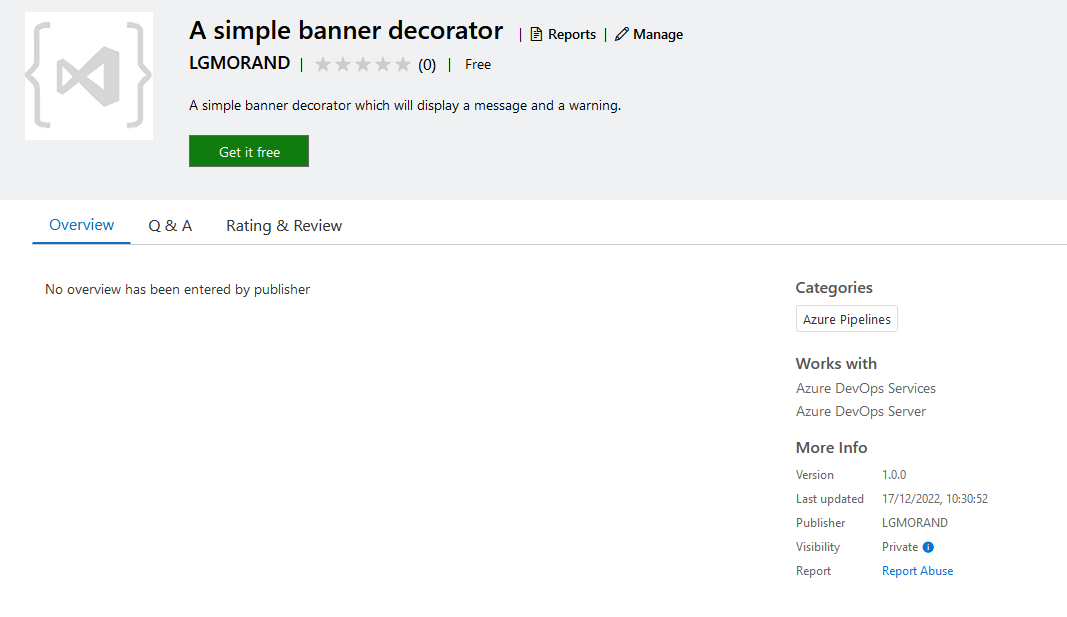 A simple banner decorator | Reports | Manage
LGMORAND | (0) | Free
A simple banner decorator which will display a message and a warning.
Get it free
Overview Q & A Rating & Review
No overview has been entered by publisher
Categories
Azure Pipelines
Works with
Azure DevOps Services
Azure DevOps Server
More Info
Version 1.0.0
Last updated 17/12/2022, 10:30:52
Publisher LGMORAND
Visibility Private
Report Report Abuse